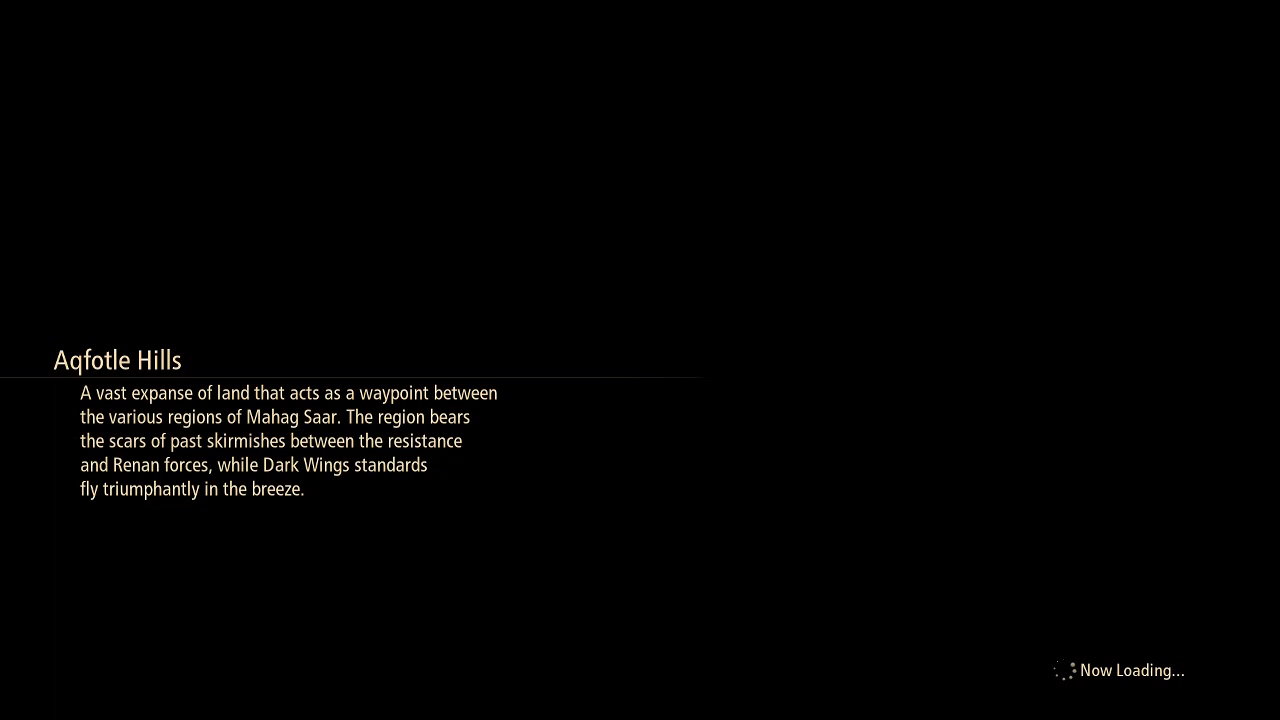 Aqfotle Hills
A vast expanse of land that acts as a waypoint between
the various regions of Mahag Saar. The region bears
the scars of past skirmishes between the resistance
and Renan forces, while Dark Wings standards
fly triumphantly in the breeze.
Now Loading...